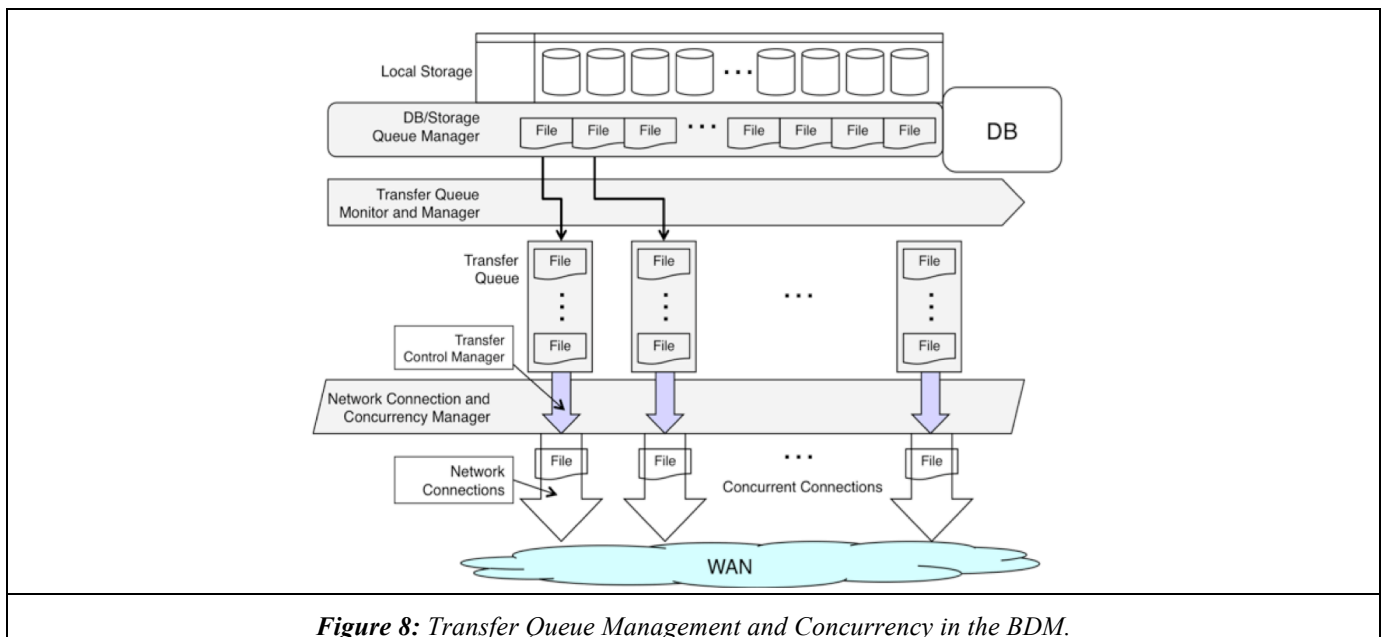 Local Storage
...
DB/Storage
Queue Manager
File File File ... File File File File
DB
Transfer Queue
Monitor and Manager
Transfer
Queue
File File ... File
Transfer
Control Manager
File File File
Network Connection and
Concurrency Manager
File File ... File
Network
Connections
Concurrent Connections
WAN
Figure 8: Transfer Queue Management and Concurrency in the BDM.